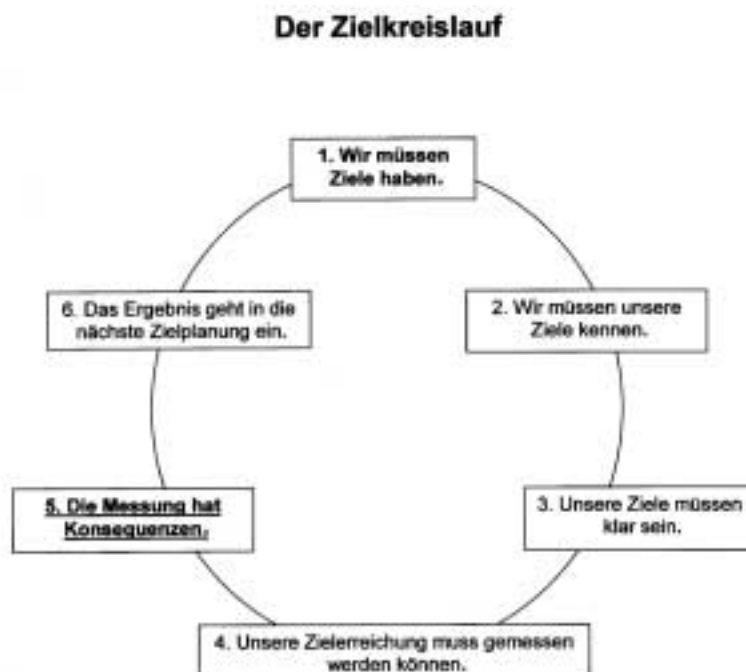 Der Zielkreislauf
1. Wir müssen
Ziele haben.
2. Wir müssen unsere
Ziele kennen.
3. Unsere Ziele müssen
klar sein.
4. Unsere Zielerreichung muss gemessen
werden können.
5. Die Messung hat
Konsequenzen.
6. Das Ergebnis geht in die
nächste Zielplanung ein.